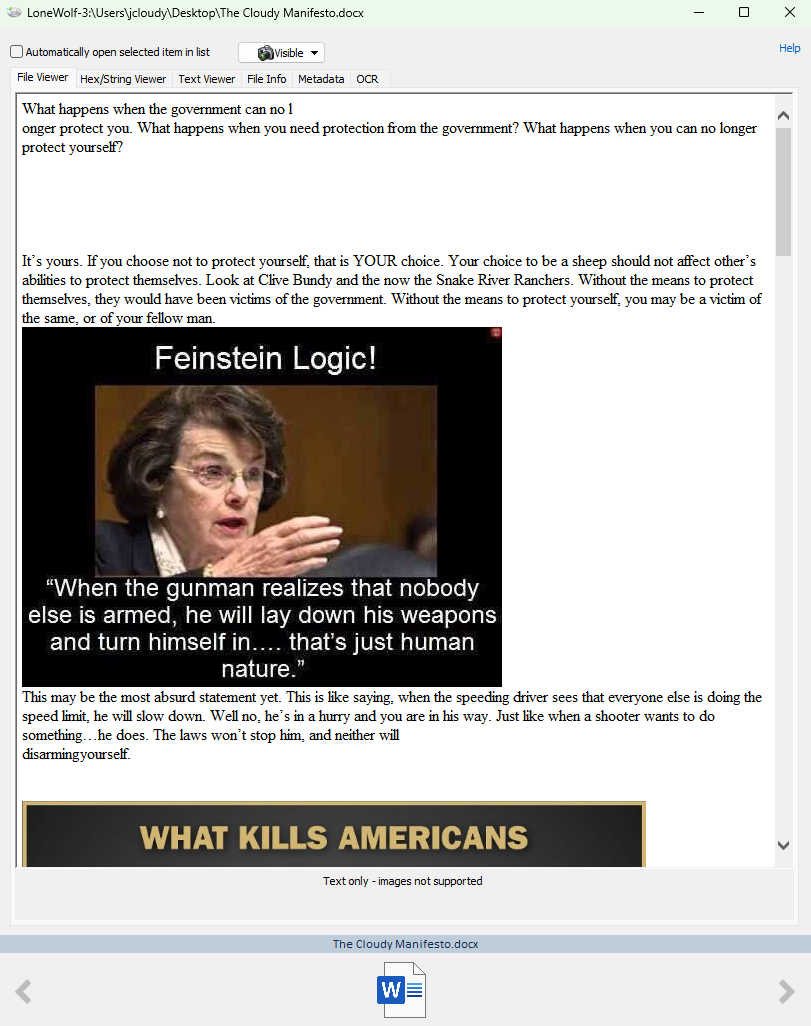 LoneWolf-3:\Users\jcloudy\Desktop\The Cloudy Manifesto.docx
Automatically open selected item in list
Visible
Help
File Viewer Hex/String Viewer Text Viewer File Info Metadata OCR
What happens when the government can no l
onger protect you. What happens when you need protection from the government? What happens when you can no longer
protect yourself?
It’s yours. If you choose not to protect yourself, that is YOUR choice. Your choice to be a sheep should not affect other’s
abilities to protect themselves. Look at Clive Bundy and the now the Snake River Ranchers. Without the means to protect
themselves, they would have been victims of the government. Without the means to protect yourself, you may be a victim of
the same, or of your fellow man.
Feinstein Logic!
“When the gunman realizes that nobody
else is armed, he will lay down his weapons
and turn himself in.... that’s just human
nature.”
This may be the most absurd statement yet. This is like saying, when the speeding driver sees that everyone else is doing the
speed limit, he will slow down. Well no, he’s in a hurry and you are in his way. Just like when a shooter wants to do
something…he does. The laws won’t stop him, and neither will
disarmingyourself.
WHAT KILLS AMERICANS
Text only - images not supported
The Cloudy Manifesto.docx
W